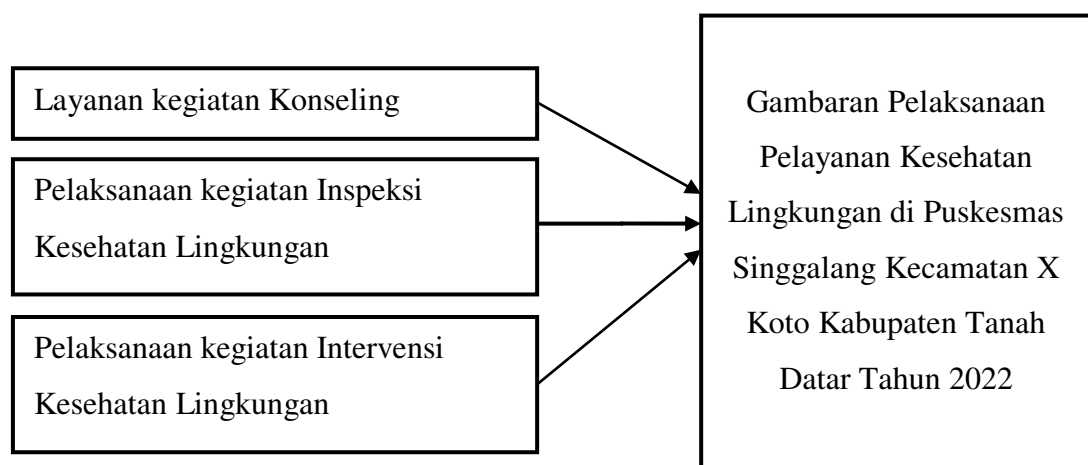 Layanan kegiatan Konseling
Pelaksanaan kegiatan Inspeksi
Kesehatan Lingkungan
Pelaksanaan kegiatan Intervensi
Kesehatan Lingkungan
Gambaran Pelaksanaan
Pelayanan Kesehatan
Lingkungan di Puskesmas
Singgalang Kecamatan X
Koto Kabupaten Tanah
Datar Tahun 2022